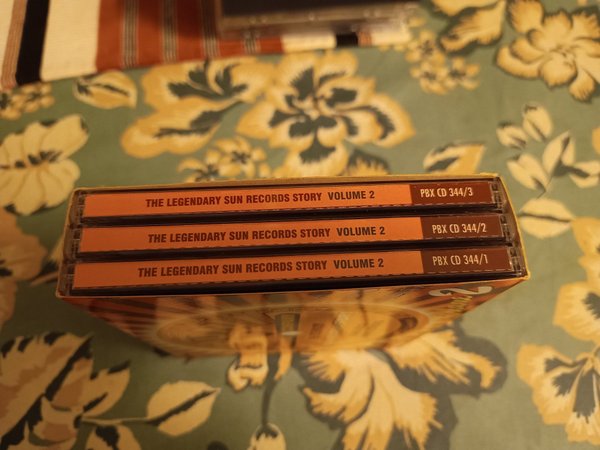 THE LEGENDARY SUN RECORDS STORY VOLUME 2 PBX CD 344/3
THE LEGENDARY SUN RECORDS STORY VOLUME 2 PBX CD 344/2
THE LEGENDARY SUN RECORDS STORY VOLUME 2 PBX CD 344/1